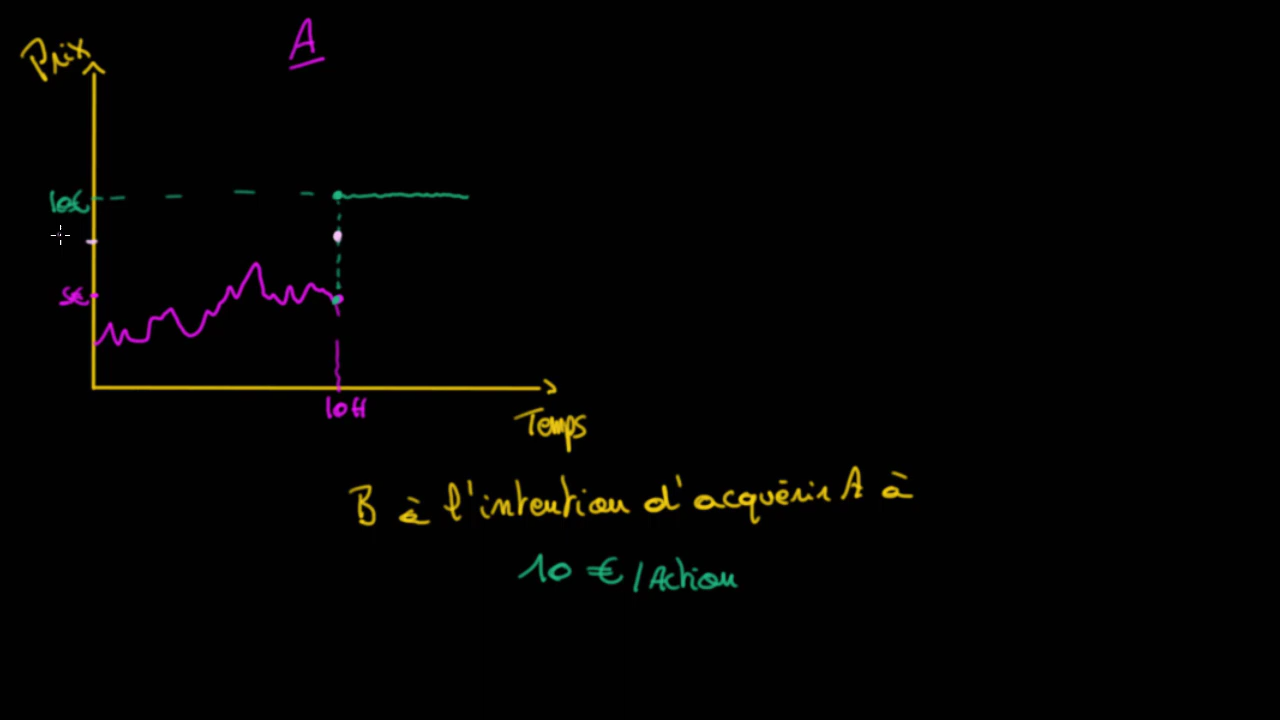 A
Prix
10€
5€
10H
Temps
B à l'intention d'acquérir A à
10 €/Action